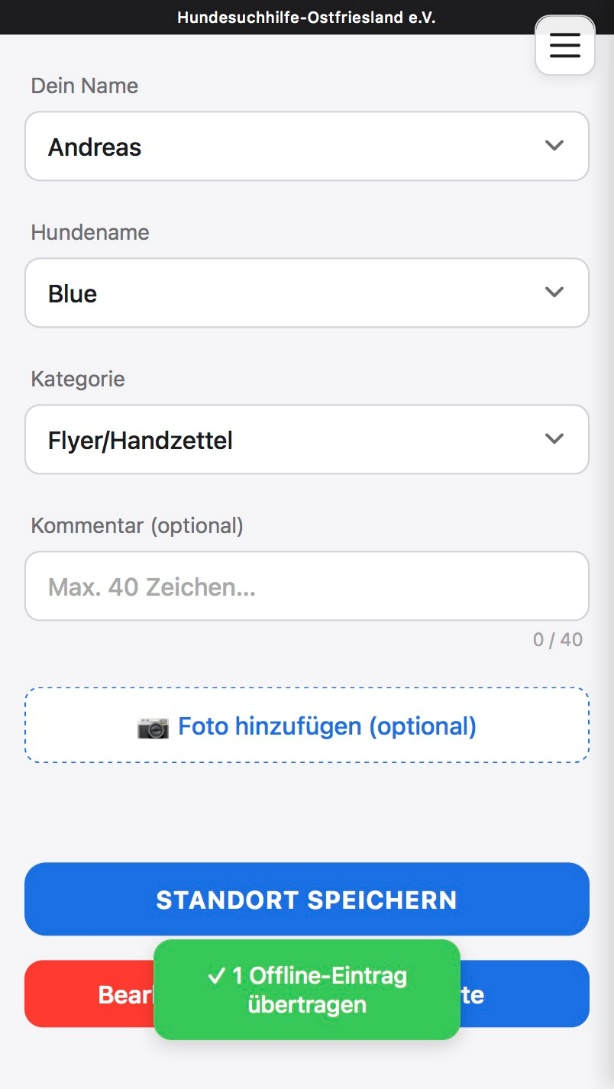 Hundesuchhilfe-Ostfriesland e.V.
Dein Name
Andreas
Hundename
Blue
Kategorie
Flyer/Handzettel
Kommentar (optional)
Max. 40 Zeichen...
0 / 40
Foto hinzufügen (optional)
STANDORT SPEICHERN
✓ 1 Offline-Eintrag
übertragen